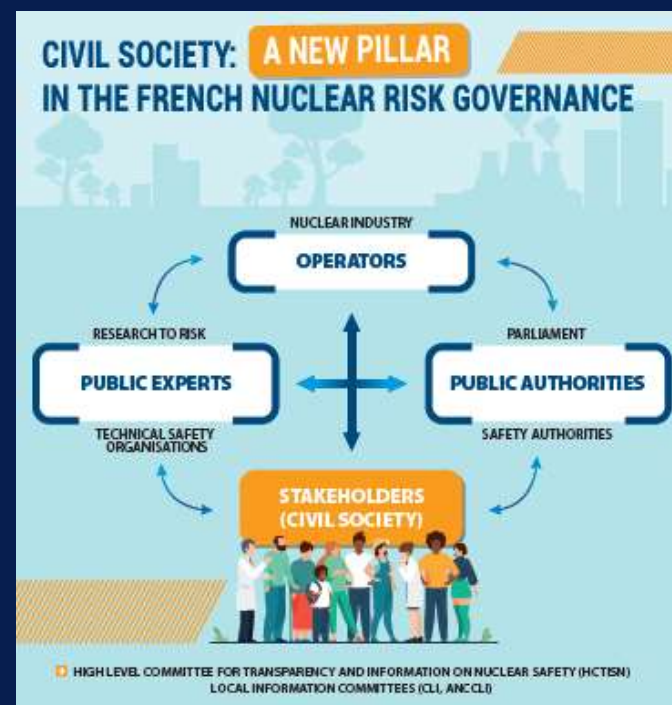 CIVIL SOCIETY: A NEW PILLAR
IN THE FRENCH NUCLEAR RISK GOVERNANCE
NUCLEAR INDUSTRY
OPERATORS
RESEARCH TO RISK
PARLIAMENT
PUBLIC EXPERTS
PUBLIC AUTHORITIES
TECHNICAL SAFETY
ORGANISATIONS
SAFETY AUTHORITIES
STAKEHOLDERS
(CIVIL SOCIETY)
HIGH LEVEL COMMITTEE FOR TRANSPARENCY AND INFORMATION ON NUCLEAR SAFETY (HCTISN)
LOCAL INFORMATION COMMITTEES (CLI, ANCCLI)